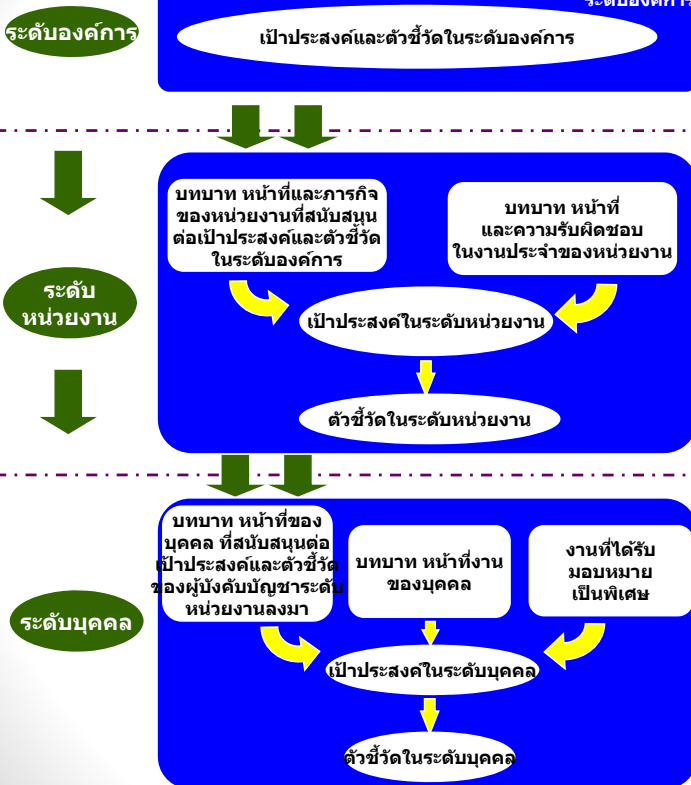 ระดับองค์การ
ระดับองค์การ
เป้าประสงค์และตัวชี้วัดในระดับองค์การ
บทบาท หน้าที่และภารกิจ
ของหน่วยงานที่สนับสนุน
ต่อเป้าประสงค์และตัวชี้วัด
ในระดับองค์การ
บทบาท หน้าที่
และความรับผิดชอบ
ในงานประจำของหน่วยงาน
ระดับ
หน่วยงาน
เป้าประสงค์ในระดับหน่วยงาน
ตัวชี้วัดในระดับหน่วยงาน
บทบาท หน้าที่ของ
บุคคล ที่สนับสนุนต่อ
เป้าประสงค์และตัวชี้วัด
ของผู้บังคับบัญชาระดับ
หน่วยงานลงมา
บทบาท หน้าที่งาน
ของบุคคล
งานที่ได้รับ
มอบหมาย
เป็นพิเศษ
ระดับบุคคล
เป้าประสงค์ในระดับบุคคล
ตัวชี้วัดในระดับบุคคล